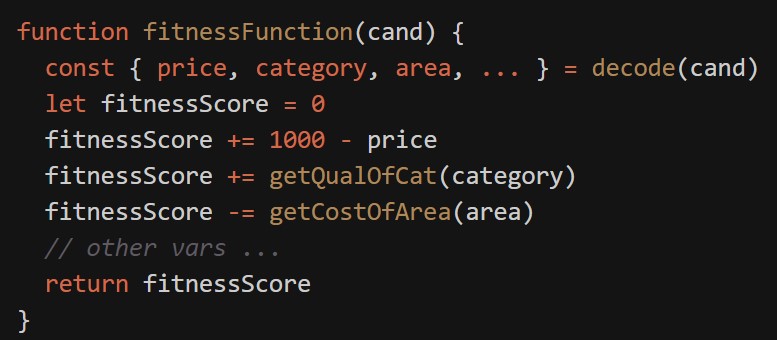 function fitnessFunction(cand) {
  const { price, category, area, ... } = decode(cand)
  let fitnessScore = 0
  fitnessScore += 1000 - price
  fitnessScore += getQualOfCat(category)
  fitnessScore -= getCostOfArea(area)
  // other vars ...
  return fitnessScore
}